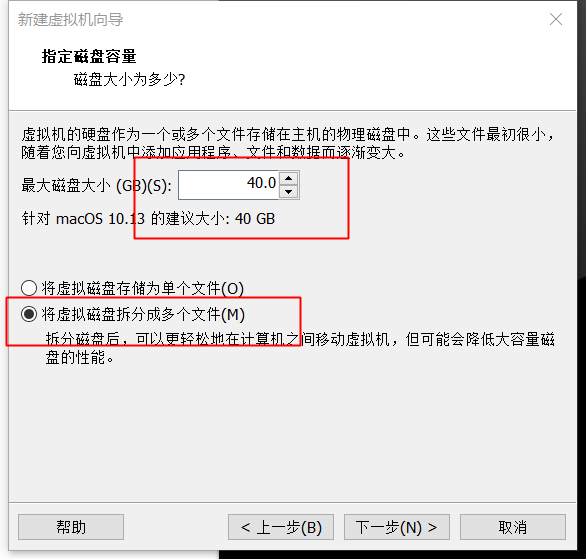 新建虚拟机向导
指定磁盘容量
磁盘大小为多少?
虚拟机的硬盘作为一个或多个文件存储在主机的物理磁盘中。这些文件最初很小，
随着您向虚拟机中添加应用程序、文件和数据而逐渐变大。
最大磁盘大小 (GB)(S): 40.0
针对 macOS 10.13 的建议大小: 40 GB
将虚拟磁盘存储为单个文件(O)
将虚拟磁盘拆分成多个文件(M)
拆分磁盘后，可以更轻松地在计算机之间移动虚拟机，但可能会降低大容量磁
盘的性能。
帮助 < 上一步(B) 下一步(N) > 取消